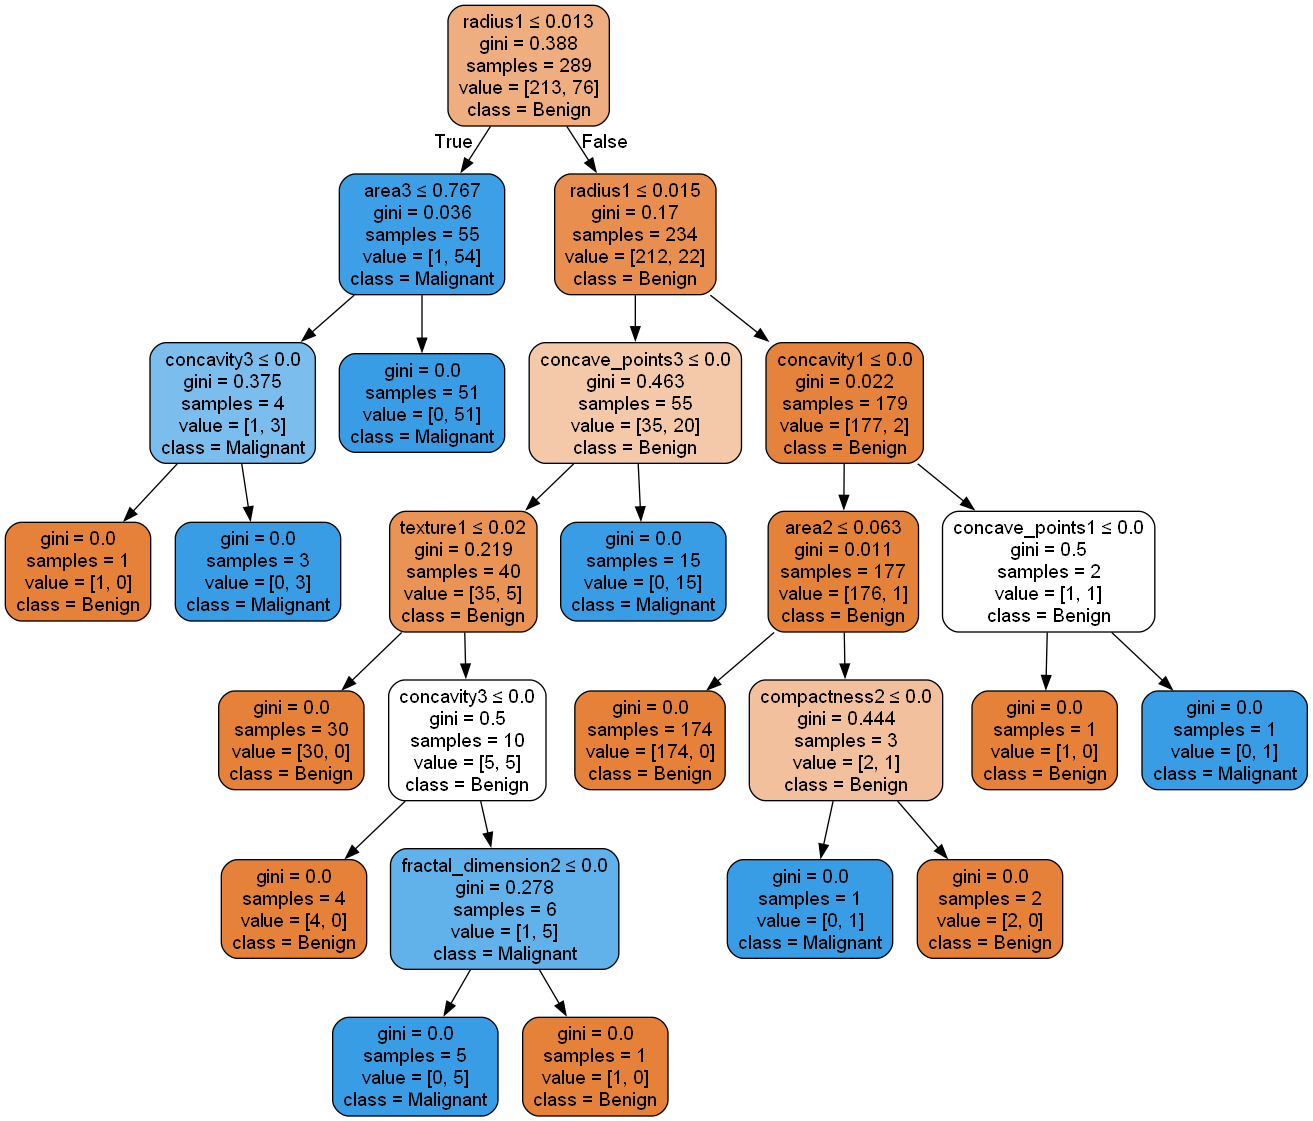 radius1 ≤ 0.013
gini = 0.388
samples = 289
value = [213, 76]
class = Benign
True
False
area3 ≤ 0.767
gini = 0.036
samples = 55
value = [1, 54]
class = Malignant
radius1 ≤ 0.015
gini = 0.17
samples = 234
value = [212, 22]
class = Benign
concavity3 ≤ 0.0
gini = 0.375
samples = 4
value = [1, 3]
class = Malignant
gini = 0.0
samples = 51
value = [0, 51]
class = Malignant
concave_points3 ≤ 0.0
gini = 0.463
samples = 55
value = [35, 20]
class = Benign
concavity1 ≤ 0.0
gini = 0.022
samples = 179
value = [177, 2]
class = Benign
gini = 0.0
samples = 1
value = [1, 0]
class = Benign
gini = 0.0
samples = 3
value = [0, 3]
class = Malignant
texture1 ≤ 0.02
gini = 0.219
samples = 40
value = [35, 5]
class = Benign
gini = 0.0
samples = 15
value = [0, 15]
class = Malignant
area2 ≤ 0.063
gini = 0.011
samples = 177
value = [176, 1]
class = Benign
concave_points1 ≤ 0.0
gini = 0.5
samples = 2
value = [1, 1]
class = Benign
gini = 0.0
samples = 30
value = [30, 0]
class = Benign
concavity3 ≤ 0.0
gini = 0.5
samples = 10
value = [5, 5]
class = Benign
gini = 0.0
samples = 174
value = [174, 0]
class = Benign
compactness2 ≤ 0.0
gini = 0.444
samples = 3
value = [2, 1]
class = Benign
gini = 0.0
samples = 1
value = [1, 0]
class = Benign
gini = 0.0
samples = 1
value = [0, 1]
class = Malignant
gini = 0.0
samples = 4
value = [4, 0]
class = Benign
fractal_dimension2 ≤ 0.0
gini = 0.278
samples = 6
value = [1, 5]
class = Malignant
gini = 0.0
samples = 1
value = [0, 1]
class = Malignant
gini = 0.0
samples = 2
value = [2, 0]
class = Benign
gini = 0.0
samples = 5
value = [0, 5]
class = Malignant
gini = 0.0
samples = 1
value = [1, 0]
class = Benign